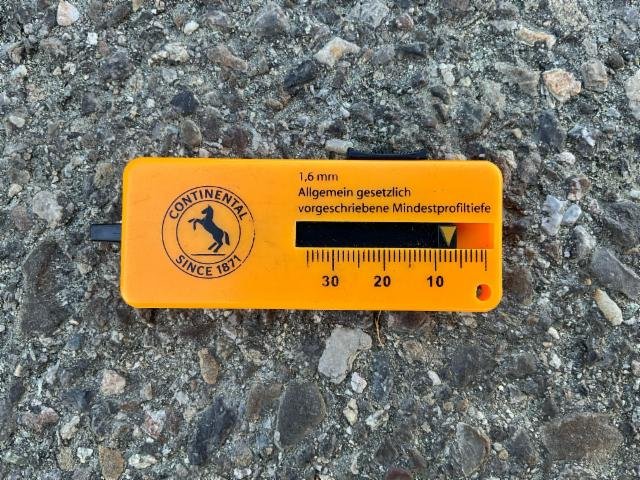 CONTINENTAL
SINCE 1871
1,6 mm
Allgemein gesetzlich
vorgeschriebene Mindestprofiltiefe
30 20 10